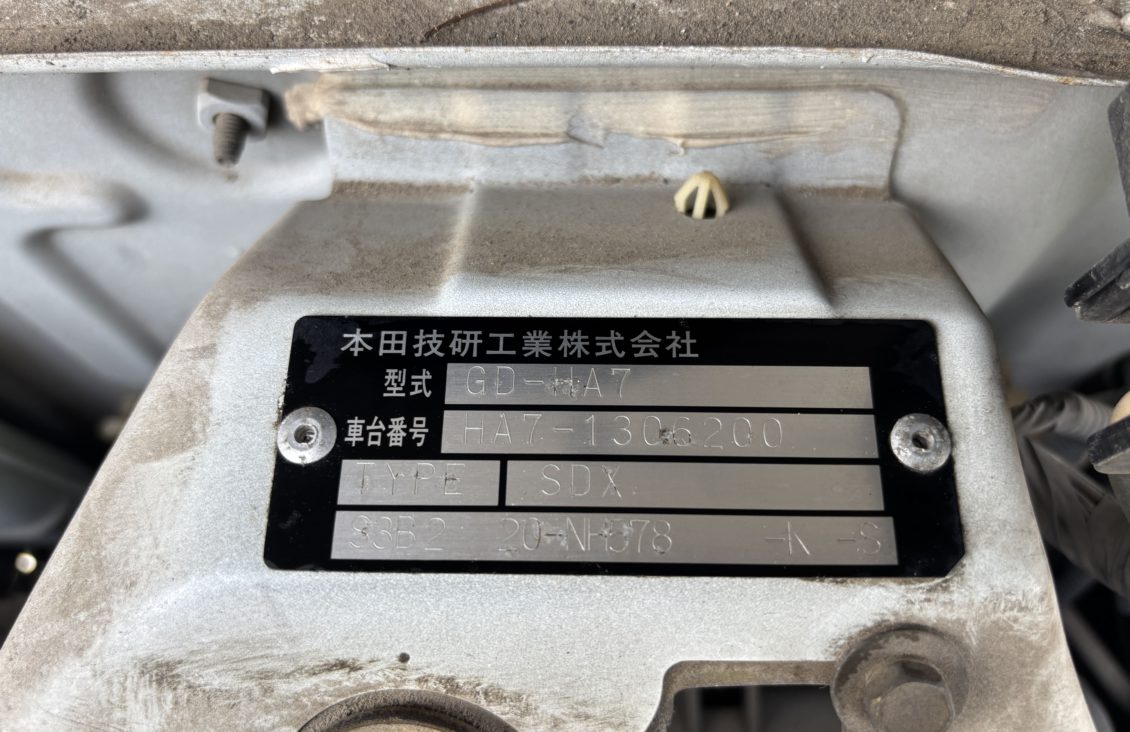 本田技研工業株式会社
型式 GD-HA7
車台番号 HA7-1306200
TYPE SDX
S3B2 20-NH578 -K -S